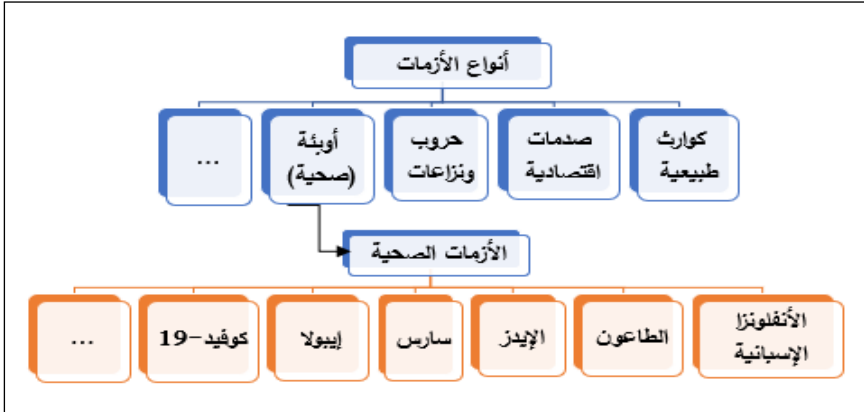 أنواع الأزمات
كوارث
طبيعية
صدمات
اقتصادية
حروب
ونزاعات
أوبئة
(صحية)
...
الأزمات الصحية
الأنفلونزا
الإسبانية
الطاعون
الإيدز
سارس
إيبولا
كوفيد-19
...